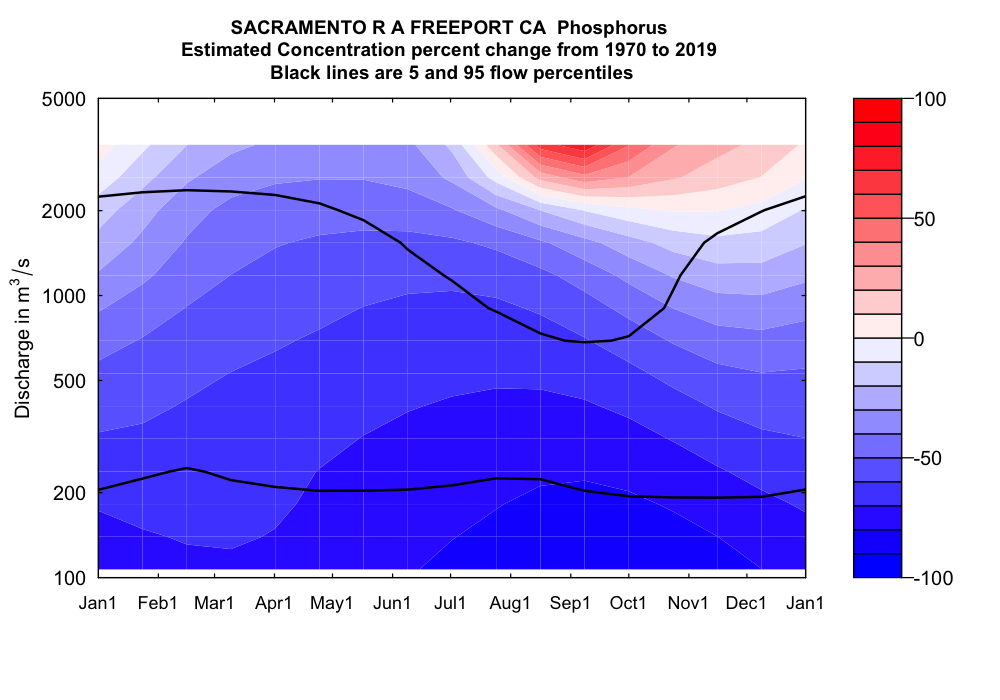 SACRAMENTO R A FREEPORT CA  Phosphorus
Estimated Concentration percent change from 1970 to 2019
Black lines are 5 and 95 flow percentiles
Discharge in m³/s
5000
2000
1000
500
200
100
Jan1 Feb1 Mar1 Apr1 May1 Jun1 Jul1 Aug1 Sep1 Oct1 Nov1 Dec1 Jan1
100
50
0
-50
-100